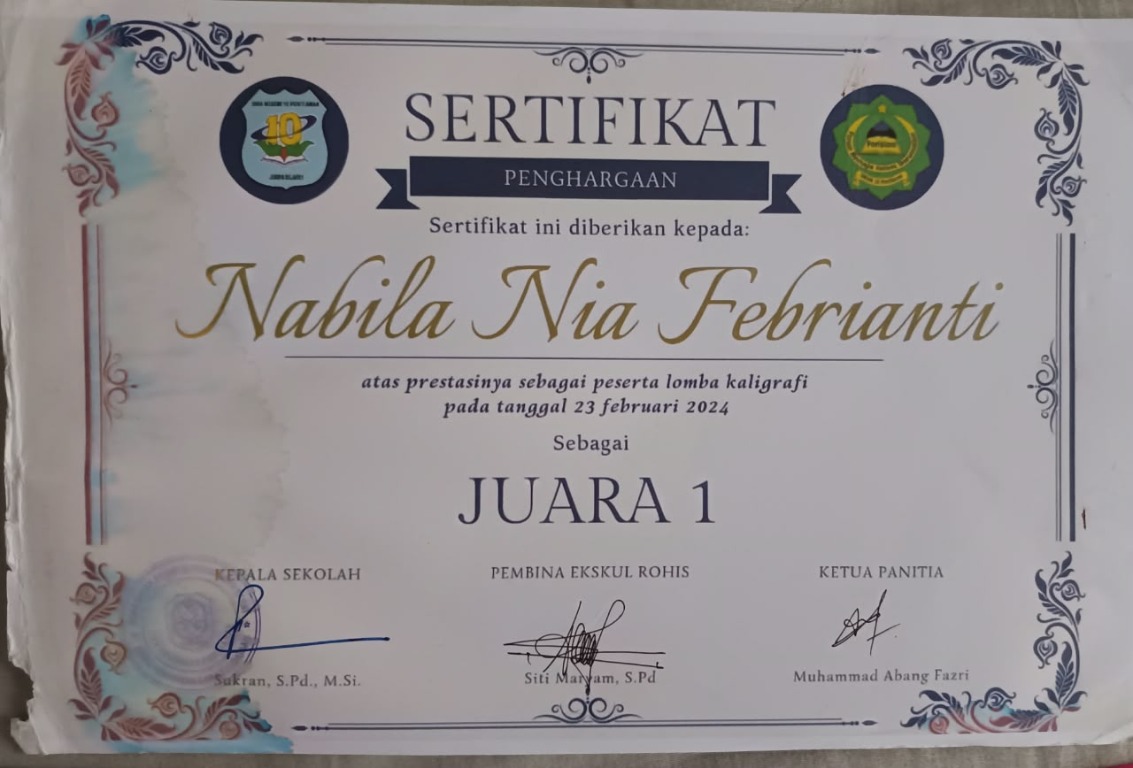 SERTIFIKAT
PENGHARGAAN
Sertifikat ini diberikan kepada:
Nabila Nia Febrianti
atas prestasinya sebagai peserta lomba kaligrafi
pada tanggal 23 februari 2024
Sebagai
JUARA 1
KEPALA SEKOLAH
PEMBINA EKSKUL ROHIS
KETUA PANITIA
Sukran, S.Pd., M.Si.
Siti Maryam, S.Pd
Muhammad Abang Fazri
10